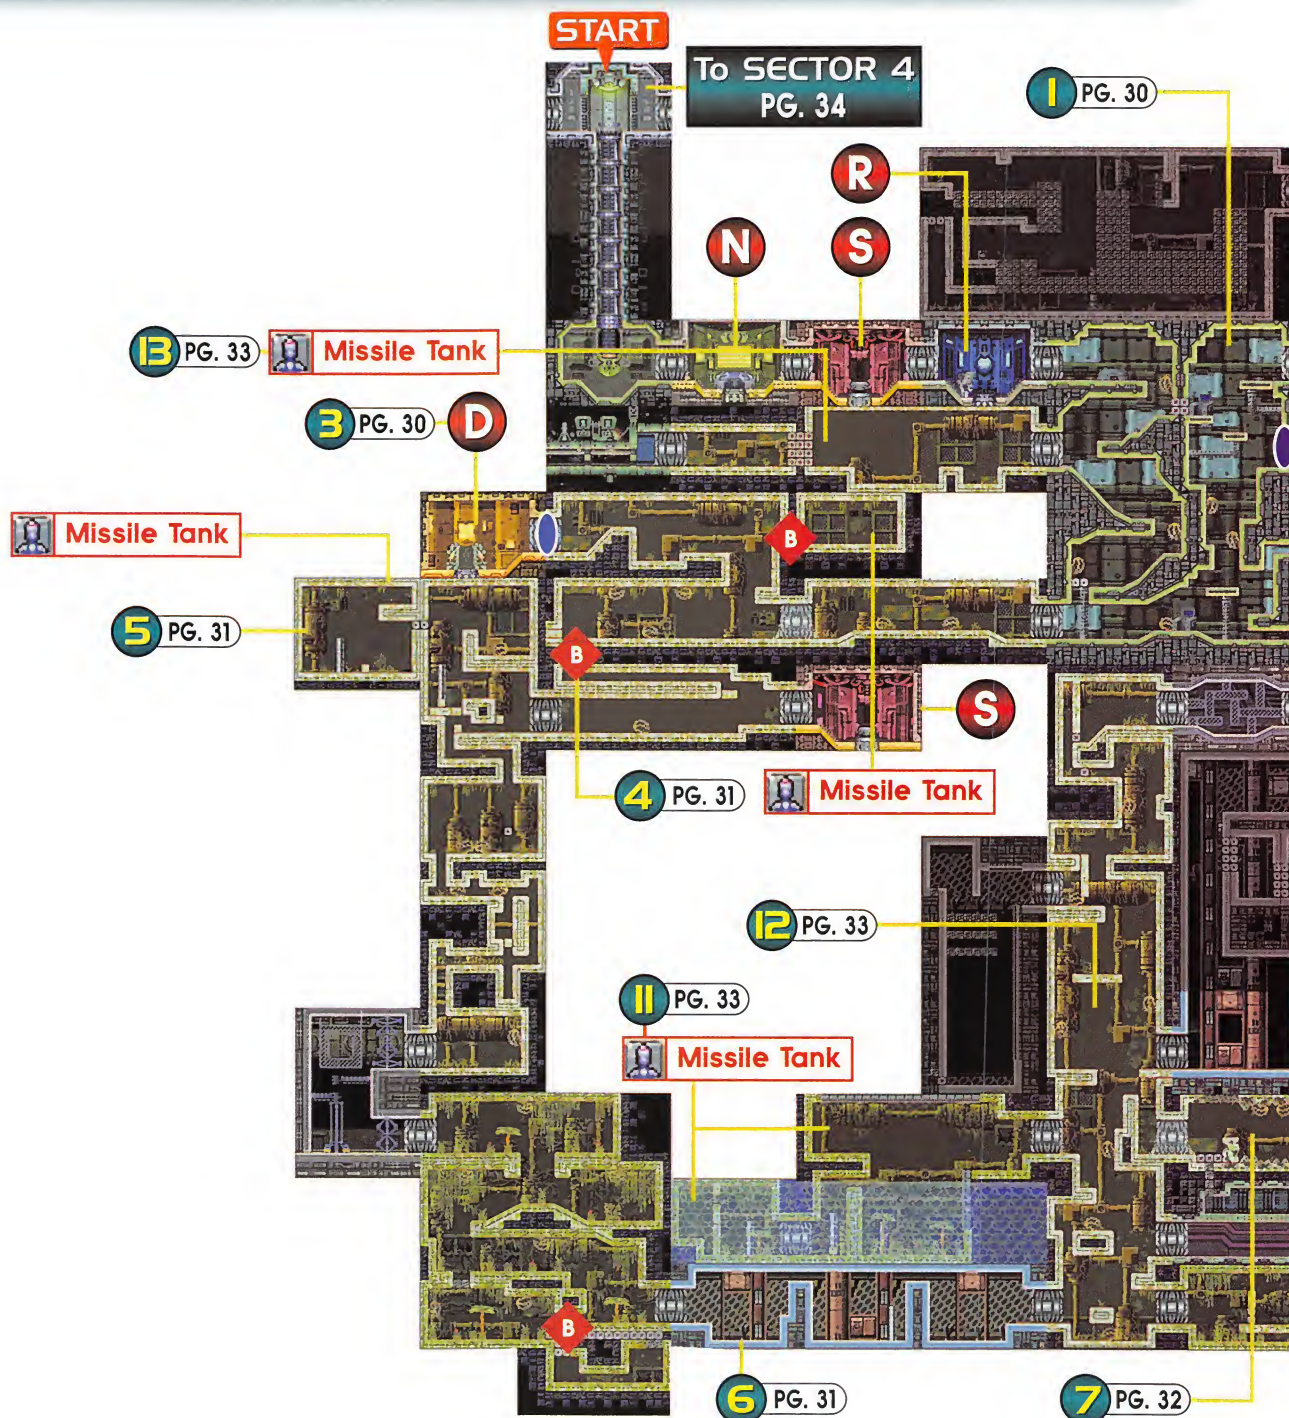 START
To SECTOR 4
PG. 34
1 PG. 30
R
N
S
13 PG. 33 Missile Tank
3 PG. 30 D
Missile Tank
B
5 PG. 31
B
S
4 PG. 31
Missile Tank
12 PG. 33
11 PG. 33
Missile Tank
B
6 PG. 31
7 PG. 32